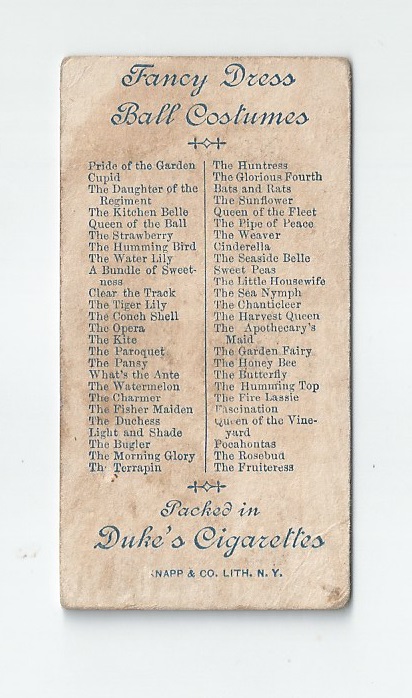 Fancy Dress
Ball Costumes
Pride of the Garden
Cupid
The Daughter of the
Regiment
The Kitchen Belle
Queen of the Ball
The Strawberry
The Humming Bird
The Water Lily
A Bundle of Sweet-
ness
Clear the Track
The Tiger Lily
The Conch Shell
The Opera
The Kite
The Paroquet
The Pansy
What's the Ante
The Watermelon
The Charmer
The Fisher Maiden
The Duchess
Light and Shade
The Bugler
The Morning Glory
The Terrapin
The Huntress
The Glorious Fourth
Bats and Rats
The Sunflower
Queen of the Fleet
The Pipe of Peace
The Weaver
Cinderella
The Seaside Belle
Sweet Peas
The Little Housewife
The Sea Nymph
The Chanticleer
The Harvest Queen
The Apothecary's
Maid
The Garden Fairy
The Honey Bee
The Butterfly
The Humming Top
The Fire Lassie
Fascination
Queen of the Vine-
yard
Pocahontas
The Rosebud
The Fruiteress
Packed in
Duke's Cigarettes
KNAPP & CO. LITH. N. Y.